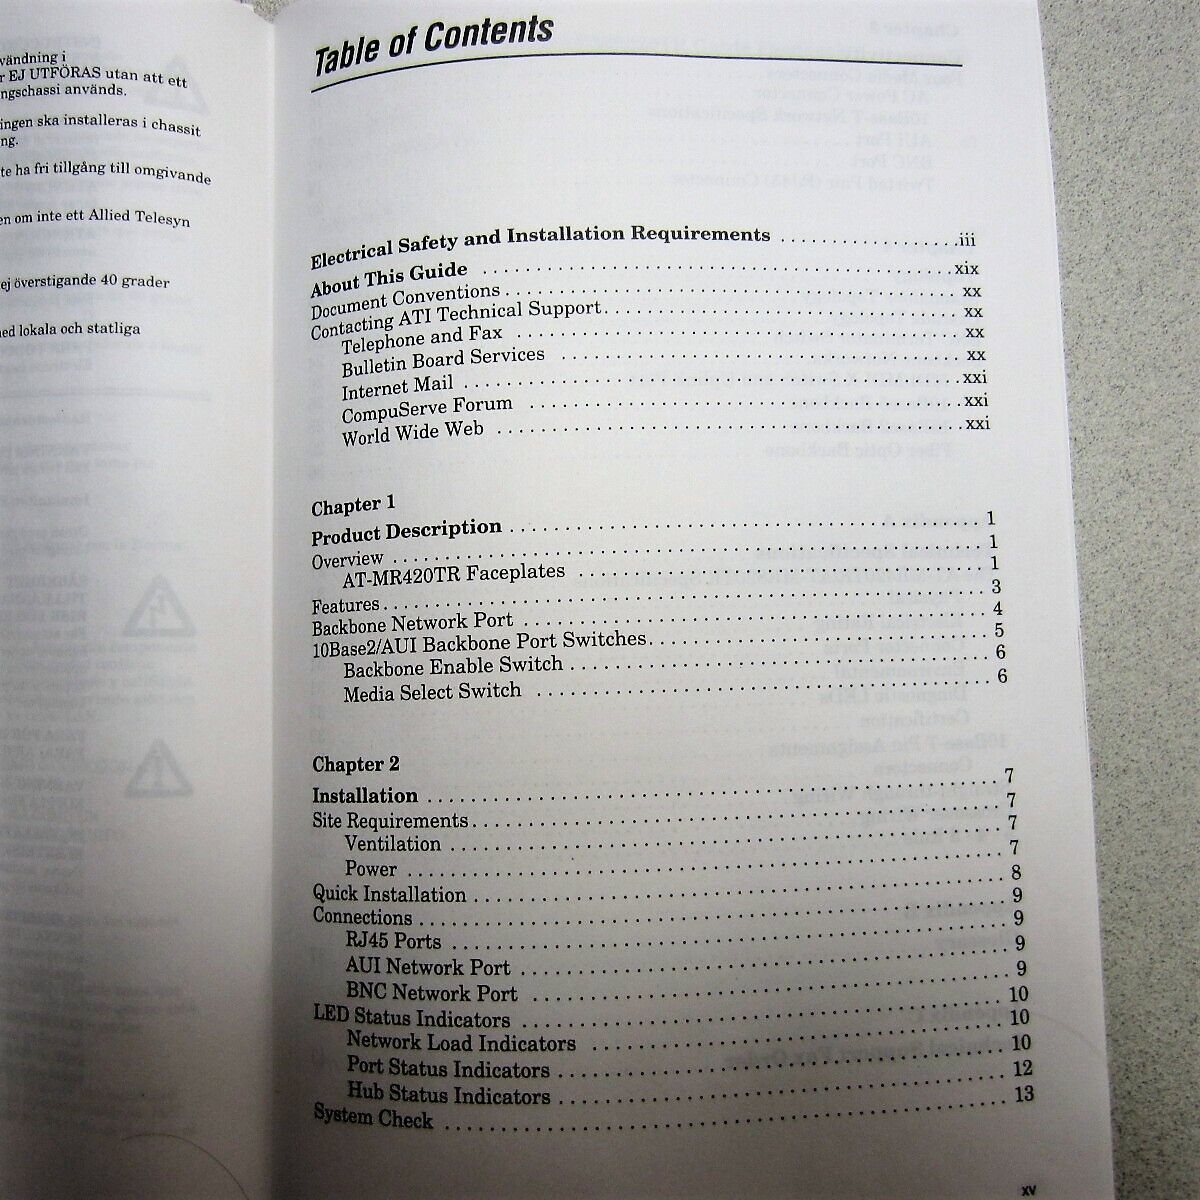 vändning i
r EJ UTFÖRAS utan att ett
ngschassi används.
ingen ska installeras i chassit
ng.
te ha fri tillgång till omgivande
en om inte ett Allied Telesyn
ej överstigande 40 grader
ned lokala och statliga
Table of Contents
Electrical Safety and Installation Requirements . . . . . . . . . . . . . . . . . . iii
About This Guide . . . . . . . . . . . . . . . . . . xix
Document Conventions . . . . . . . . . . . . . . . . . . xx
Contacting ATI Technical Support . . . . . . . . . . . . . . . . . . xx
Telephone and Fax . . . . . . . . . . . . . . . . . . xx
Bulletin Board Services . . . . . . . . . . . . . . . . . . xx
Internet Mail . . . . . . . . . . . . . . . . . . xxi
CompuServe Forum . . . . . . . . . . . . . . . . . . xxi
World Wide Web . . . . . . . . . . . . . . . . . . xxi
Chapter 1
Product Description . . . . . . . . . . . . . . . . . . 1
Overview . . . . . . . . . . . . . . . . . . 1
AT-MR420TR Faceplates . . . . . . . . . . . . . . . . . . 1
Features . . . . . . . . . . . . . . . . . . 3
Backbone Network Port . . . . . . . . . . . . . . . . . . 4
10Base2/AUI Backbone Port Switches . . . . . . . . . . . . . . . . . . 5
Backbone Enable Switch . . . . . . . . . . . . . . . . . . 6
Media Select Switch . . . . . . . . . . . . . . . . . . 6
Chapter 2
Installation . . . . . . . . . . . . . . . . . . 7
Site Requirements . . . . . . . . . . . . . . . . . . 7
Ventilation . . . . . . . . . . . . . . . . . . 7
Power . . . . . . . . . . . . . . . . . . 7
Quick Installation . . . . . . . . . . . . . . . . . . 8
Connections . . . . . . . . . . . . . . . . . . 9
RJ45 Ports . . . . . . . . . . . . . . . . . . 9
AUI Network Port . . . . . . . . . . . . . . . . . . 9
BNC Network Port . . . . . . . . . . . . . . . . . . 9
LED Status Indicators . . . . . . . . . . . . . . . . . . 10
Network Load Indicators . . . . . . . . . . . . . . . . . . 10
Port Status Indicators . . . . . . . . . . . . . . . . . . 10
Hub Status Indicators . . . . . . . . . . . . . . . . . . 12
System Check . . . . . . . . . . . . . . . . . . 13
xv